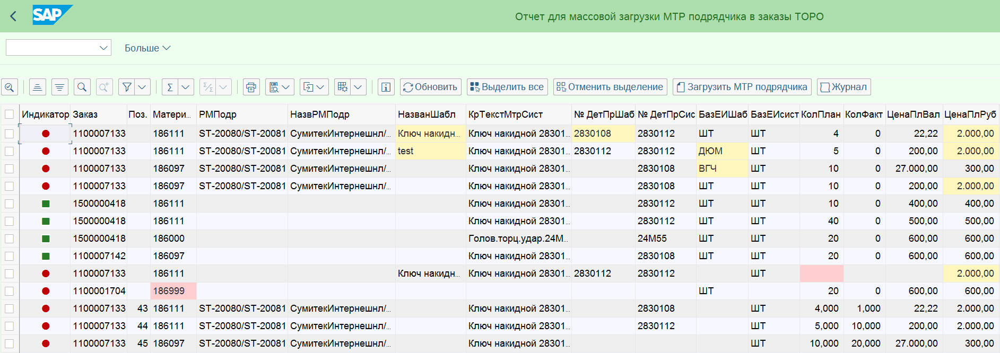 SAP
Отчет для массовой загрузки МТР подрядчика в заказы ТОРО
Больше
Обновить Выделить все Отменить выделение Загрузить МТР подрядчика Журнал
Индикатор Заказ Поз. Матери... РМПодр НазвРМПодр НазванШабл КрТекстМтрСист № ДетПрШаб № ДетПрСис БазЕИШаб БазЕИсист КолПлан КолФакт ЦенаПлВал ЦенаПлРуб
1100007133 186111 ST-20080/ST-20081 СумитекИнтернешнл/... Ключ накидн... Ключ накидной 28301... 2830108 2830112 ШТ ШТ 4 0 22,22 2.000,00
1100007133 186111 ST-20080/ST-20081 СумитекИнтернешнл/... test Ключ накидной 28301... 2830112 2830112 ДЮМ ШТ 5 0 200,00 2.000,00
1100007133 186097 ST-20080/ST-20081 СумитекИнтернешнл/... Ключ накидной 28301... 2830108 ВГЧ ШТ 10 0 27.000,00 300,00
1100007133 186097 ST-20080/ST-20081 СумитекИнтернешнл/... Ключ накидной 28301... 2830108 ШТ ШТ 10 0 200,00 2.000,00
1500000418 186111 Ключ накидной 28301... 2830112 ШТ ШТ 10 0 400,00 400,00
1500000418 186111 Ключ накидной 28301... 2830112 ШТ ШТ 40 0 500,00 500,00
1500000418 186000 Голов.торц.удар.24М... 24М55 ШТ ШТ 20 0 600,00 600,00
1100007142 186097 Ключ накидной 28301... 2830108 ШТ ШТ 20 0 600,00 600,00
1100007133 186111 Ключ накидн... Ключ накидной 28301... 2830112 2830112 ШТ 2.000,00
1100001704 186999 ШТ 20 0 600,00 600,00
1100007133 43 186111 ST-20080/ST-20081 СумитекИнтернешнл/... Ключ накидной 28301... 2830108 ШТ 4,000 1,000 22,22 2.000,00
1100007133 44 186111 ST-20080/ST-20081 СумитекИнтернешнл/... Ключ накидной 28301... 2830112 ШТ 5,000 10,000 200,00 2.000,00
1100007133 45 186097 ST-20080/ST-20081 СумитекИнтернешнл/... Ключ накидной 28301... ШТ 10,000 20,000 27.000,00 300,00